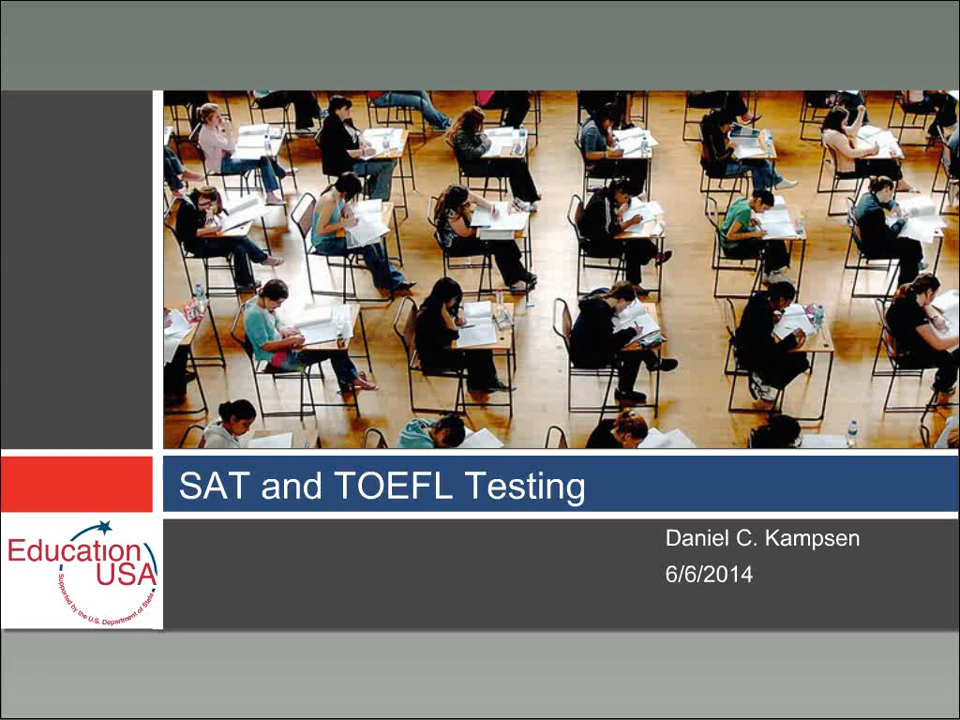 SAT and TOEFL Testing
Daniel C. Kampsen
6/6/2014
Education
USA
Supported by the U.S. Department of State